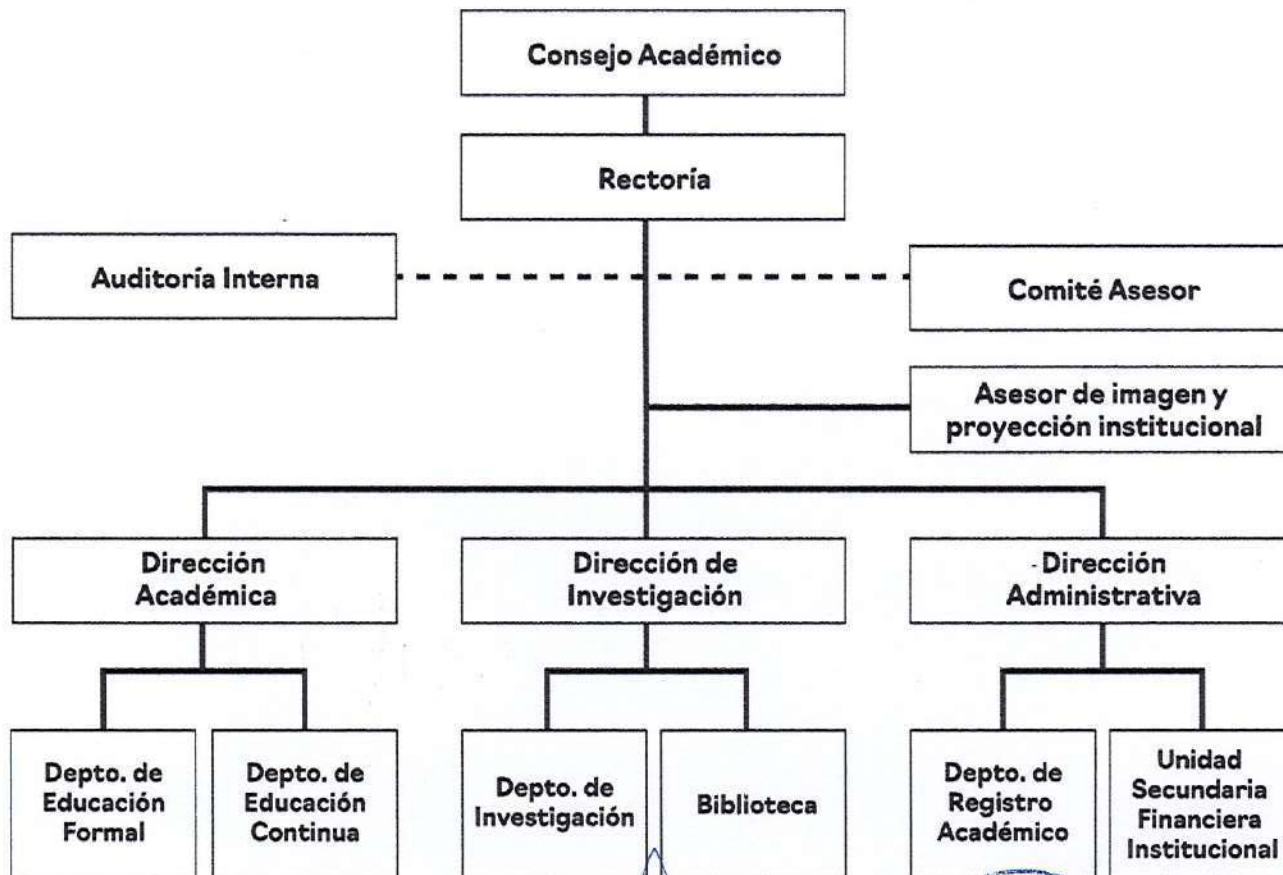 Consejo Académico
Rectoría
Auditoría Interna
Comité Asesor
Asesor de imagen y
proyección institucional
Dirección
Académica
Dirección de
Investigación
Dirección
Administrativa
Depto. de
Educación
Formal
Depto. de
Educación
Continua
Depto. de
Investigación
Biblioteca
Depto. de
Registro
Académico
Unidad
Secundaria
Financiera
Institucional